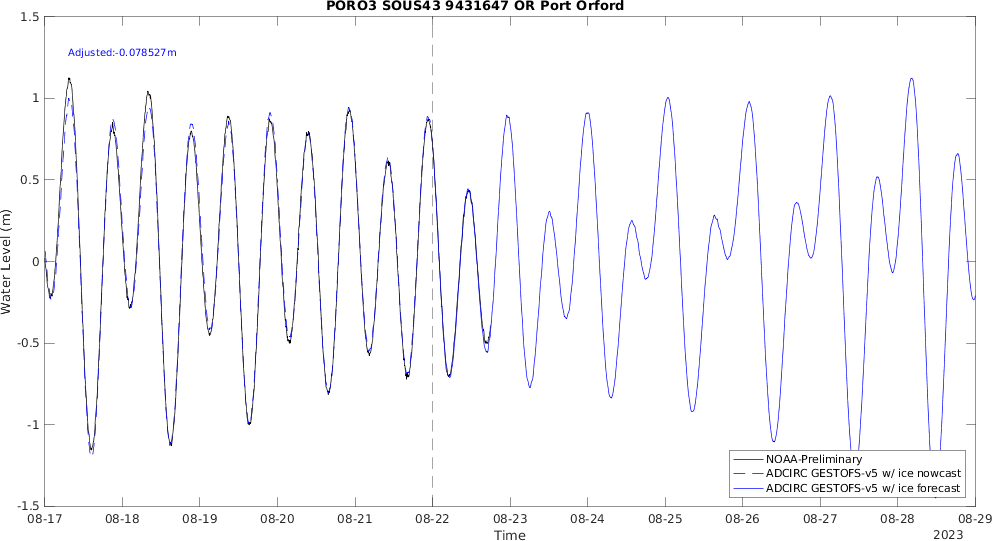 PORO3 SOUS43 9431647 OR Port Orford
Adjusted:-0.078527m
1.5
1
0.5
0
-0.5
-1
-1.5
Water Level (m)
NOAA-Preliminary
ADCIRC GESTOFS-v5 w/ ice nowcast
ADCIRC GESTOFS-v5 w/ ice forecast
08-17 08-18 08-19 08-20 08-21 08-22 08-23 08-24 08-25 08-26 08-27 08-28 08-29
Time
2023